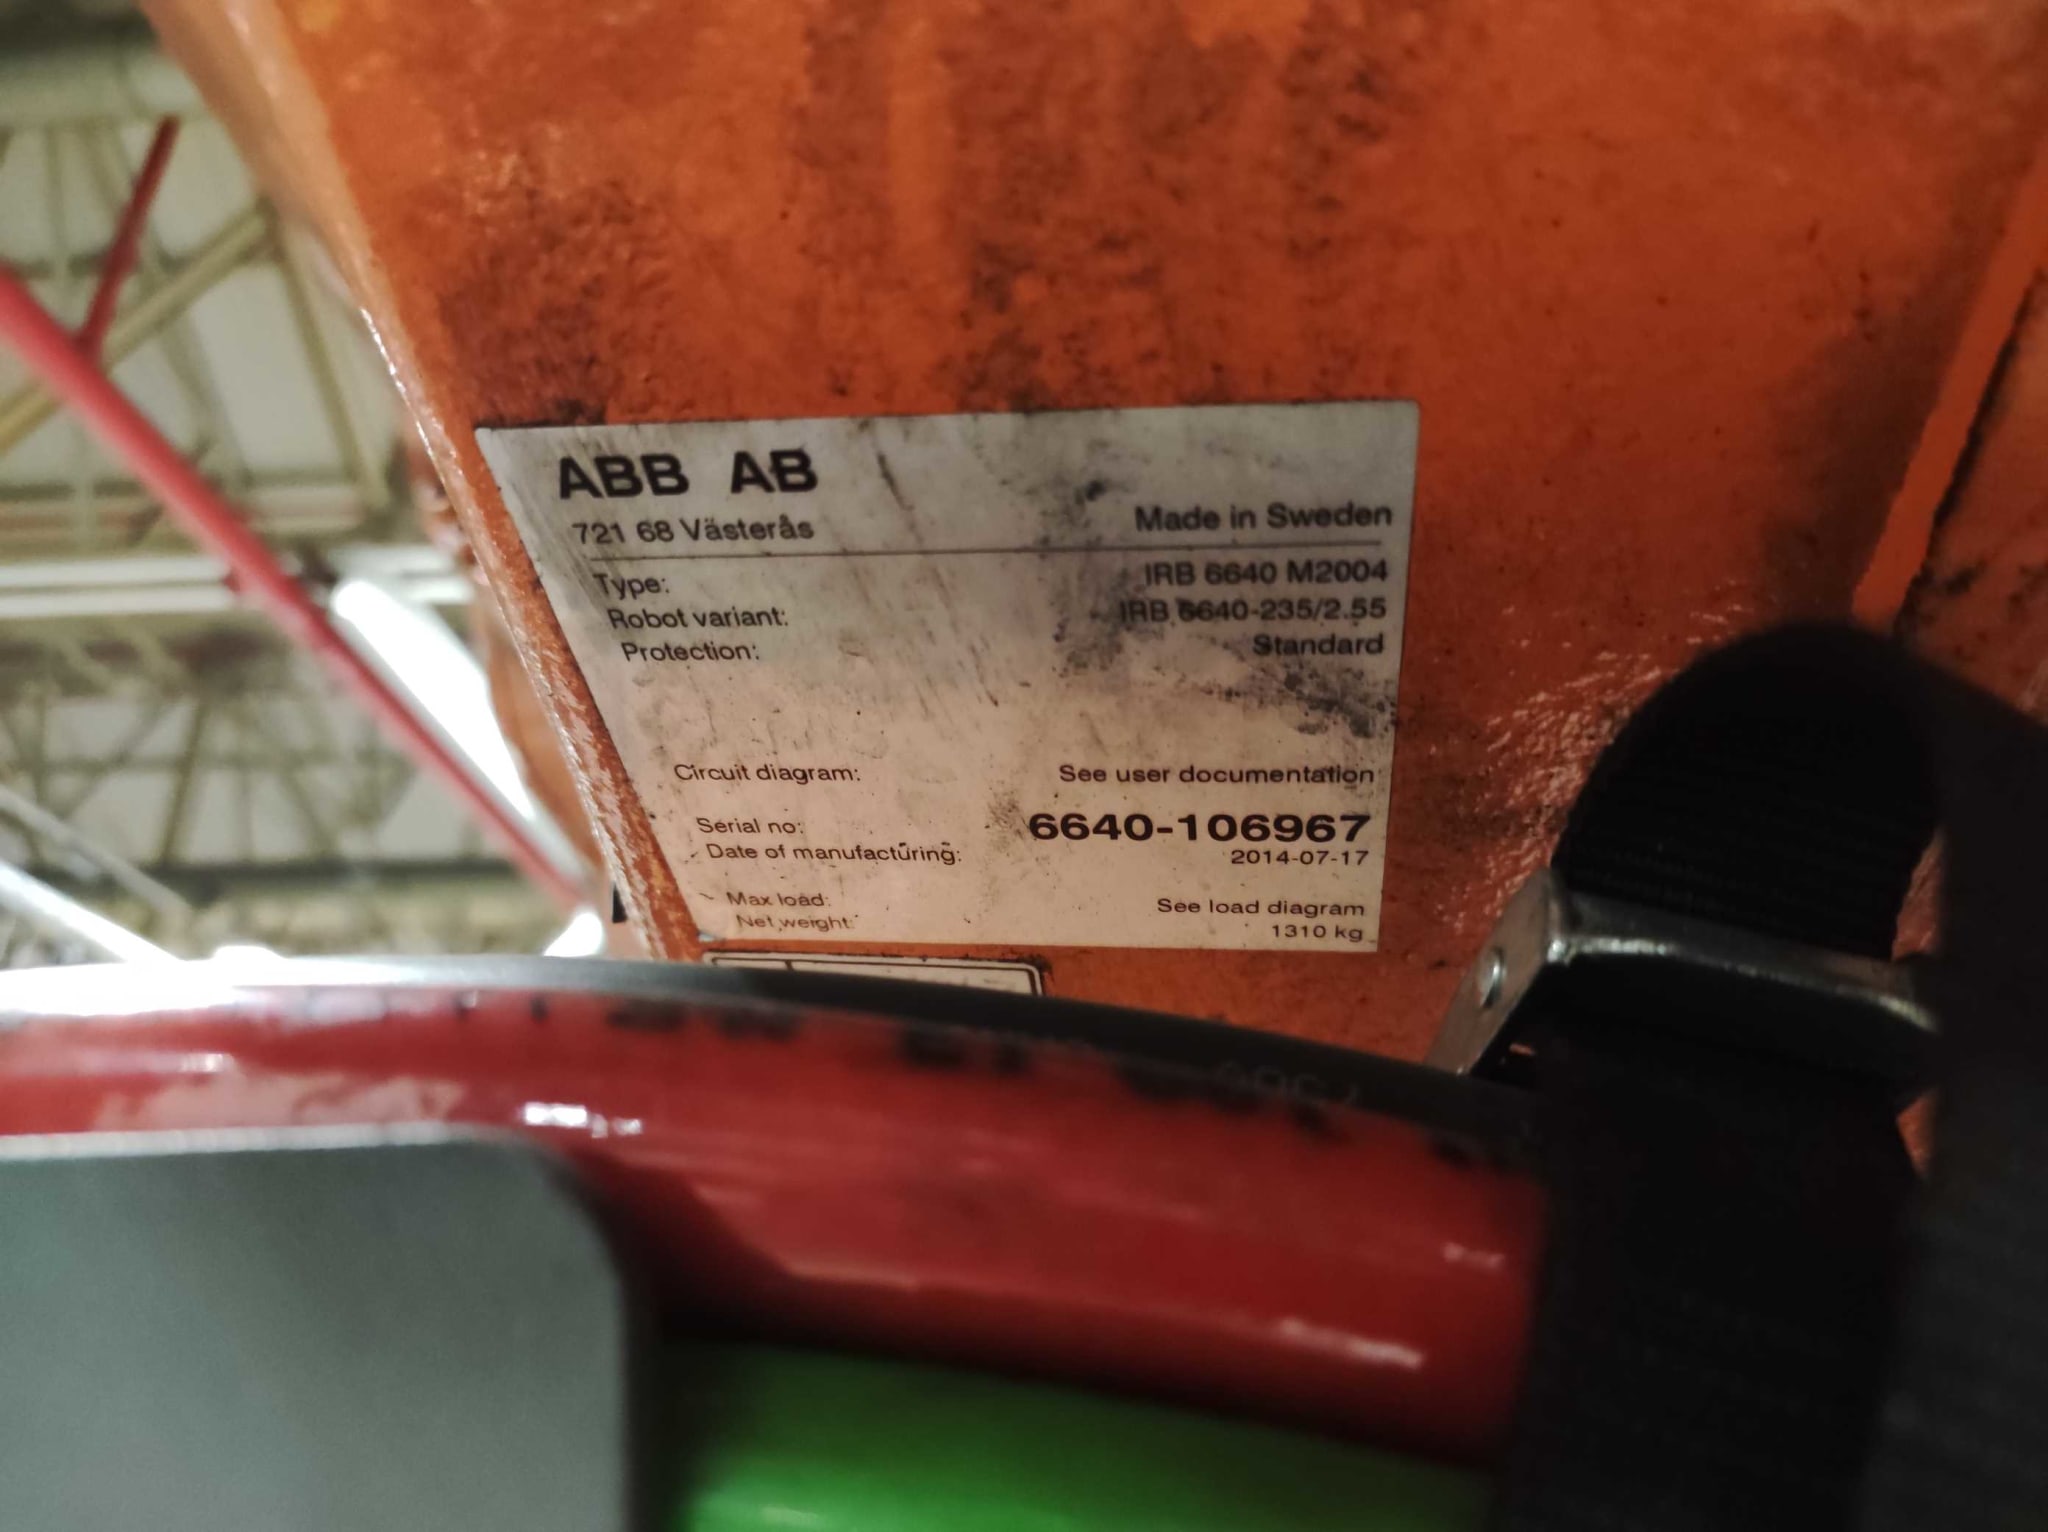 ABB AB
721 68 Västerås
Made in Sweden
Type: IRB 6640 M2004
Robot variant: IRB 6640-235/2.55
Protection: Standard
Circuit diagram: See user documentation
Serial no: 6640-106967
Date of manufacturing: 2014-07-17
Max load: See load diagram
Net weight: 1310 kg